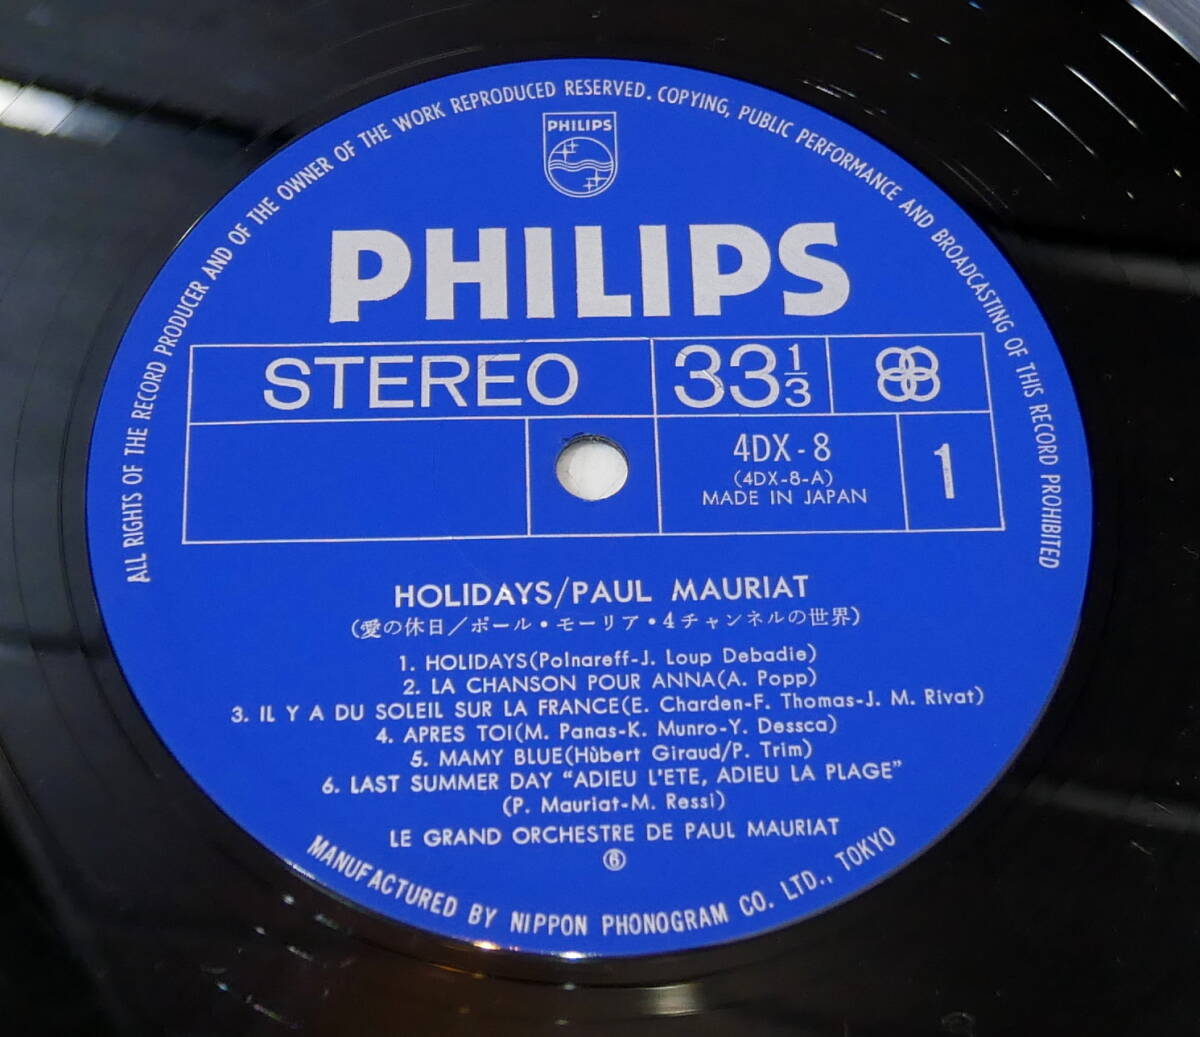 ALL RIGHTS OF THE RECORD PRODUCER AND OF THE OWNER OF THE WORK REPRODUCED RESERVED. COPYING, PUBLIC PERFORMANCE AND BROADCASTING OF THIS RECORD PROHIBITED
PHILIPS
PHILIPS
STEREO
33 1/3
4DX-8
(4DX-8-A)
MADE IN JAPAN
1
HOLIDAYS/PAUL MAURIAT
(愛の休日/ポール・モーリア・4チャンネルの世界)
1. HOLIDAYS(Polnareff-J. Loup Debadie)
2. LA CHANSON POUR ANNA(A. Popp)
3. IL Y A DU SOLEIL SUR LA FRANCE(E. Charden-F. Thomas-J. M. Rivat)
4. APRES TOI(M. Panas-K. Munro-Y. Dessca)
5. MAMY BLUE(Hùbert Giraud/P. Trim)
6. LAST SUMMER DAY "ADIEU L'ETE, ADIEU LA PLAGE"
(P. Mauriat-M. Ressi)
LE GRAND ORCHESTRE DE PAUL MAURIAT
⑥
MANUFACTURED BY NIPPON PHONOGRAM CO. LTD., TOKYO